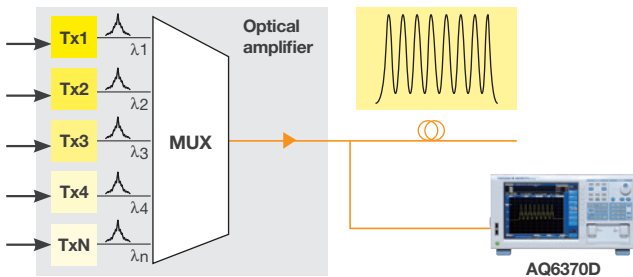 Tx1
λ1
Tx2
λ2
Tx3
λ3
Tx4
λ4
TxN
λn
MUX
Optical
amplifier
AQ6370D